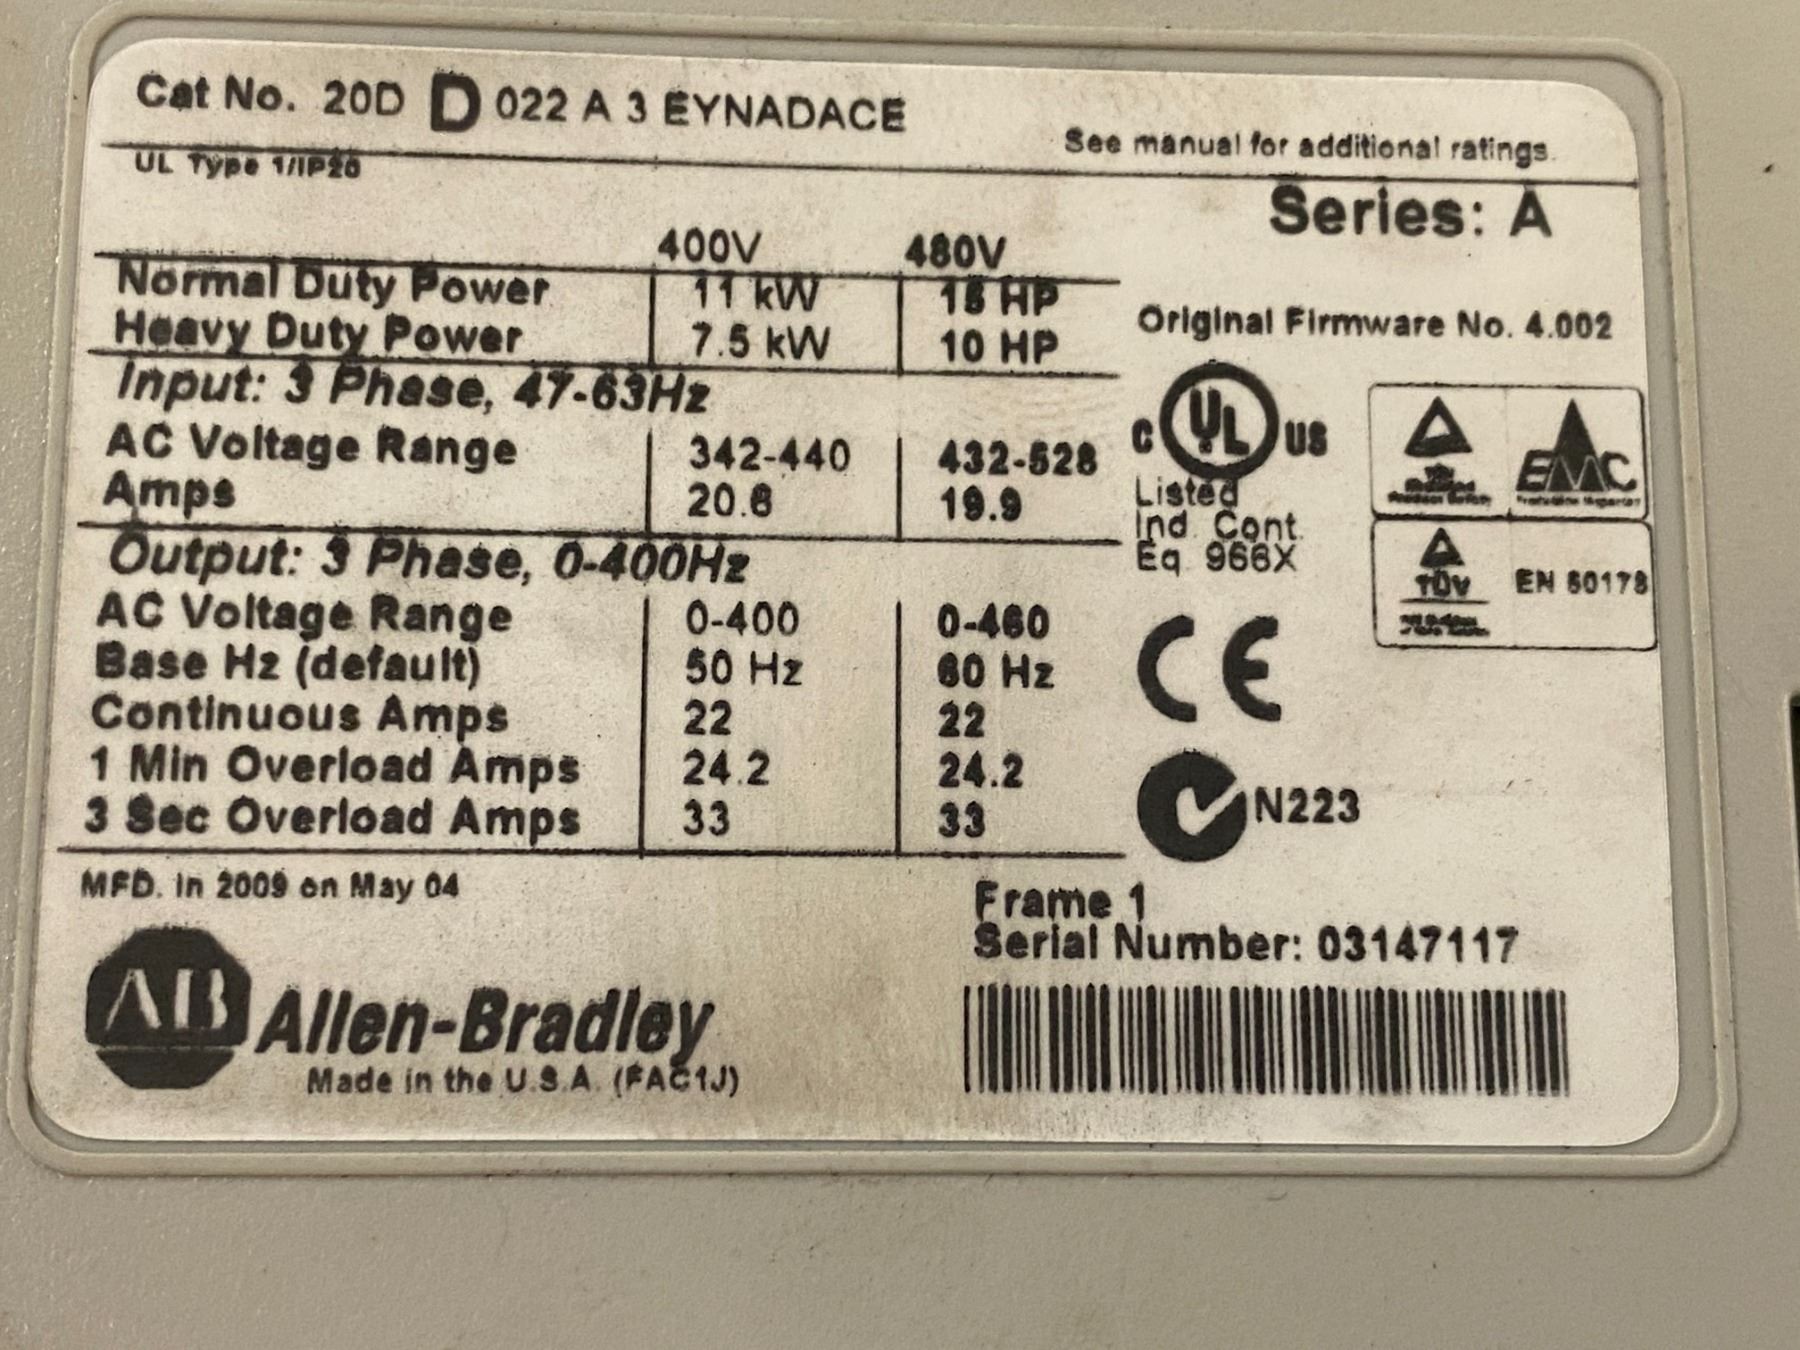 Cat No. 20D D 022 A 3 EYNADACE
See manual for additional ratings.
UL Type 1/IP20
Series: A
400V 480V
Normal Duty Power 11 kW 15 HP
Heavy Duty Power 7.5 kW 10 HP
Original Firmware No. 4.002
Input: 3 Phase, 47-63Hz
AC Voltage Range 342-440 432-528
Amps 20.6 19.9
C UL US
Listed
Ind. Cont.
Eq. 966X
EMC
TÜV
EN 50178
Output: 3 Phase, 0-400Hz
AC Voltage Range 0-400 0-460
Base Hz (default) 50 Hz 60 Hz
Continuous Amps 22 22
1 Min Overload Amps 24.2 24.2
3 Sec Overload Amps 33 33
CE
N223
MFD. in 2009 on May 04
Frame 1
Serial Number: 03147117
AB Allen-Bradley
Made in the U.S.A. (FAC1J)